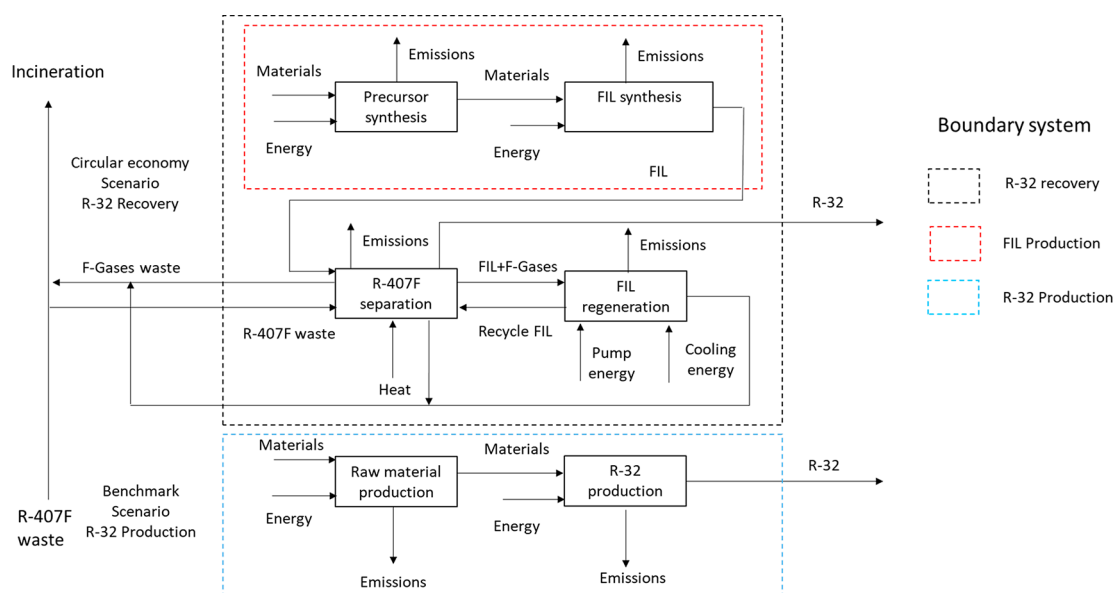 Incineration
Emissions
Emissions
Materials
Materials
Precursor
synthesis
FIL synthesis
Energy
Energy
FIL
Circular economy
Scenario
R-32 Recovery
R-32
Emissions
Emissions
F-Gases waste
R-407F
separation
FIL+F-Gases
FIL
regeneration
R-407F waste
Recycle FIL
Heat
Pump
energy
Cooling
energy
Materials
Materials
Raw material
production
R-32
production
R-32
Energy
Energy
Benchmark
Scenario
R-32 Production
R-407F
waste
Emissions
Emissions
Boundary system
R-32 recovery
FIL Production
R-32 Production